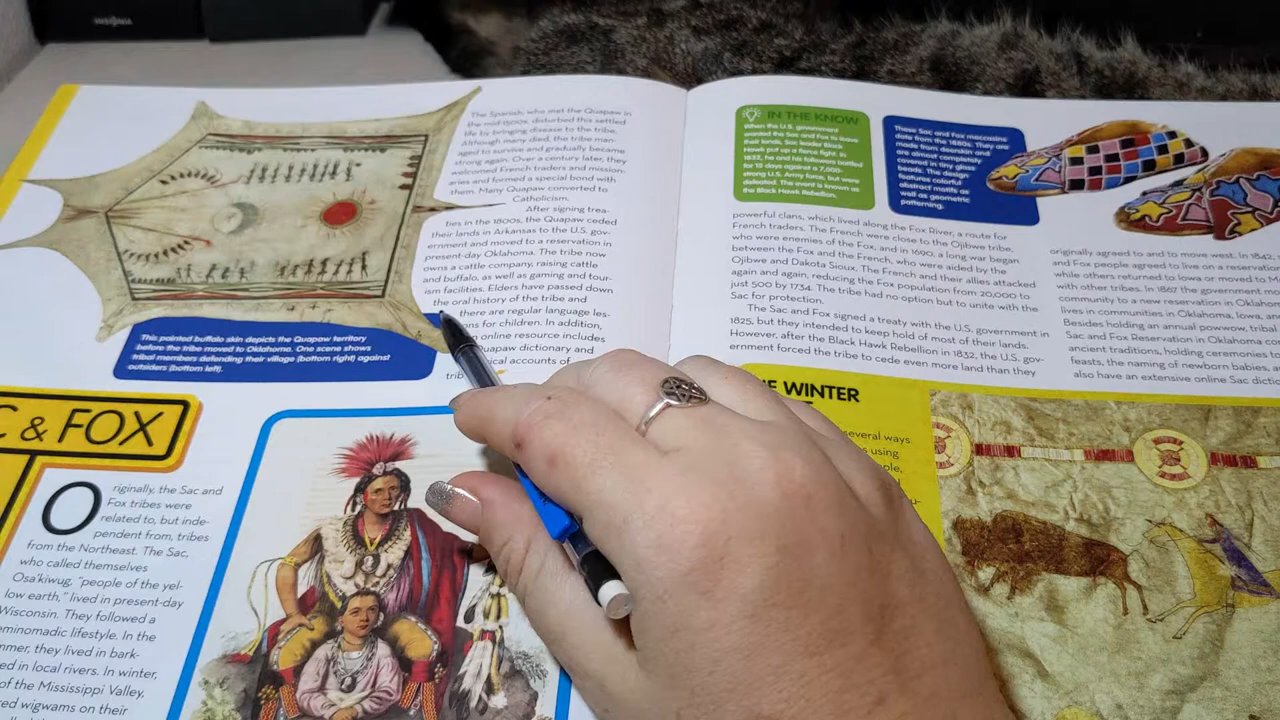 INSIGNIA
The Spanish, who met the Quapaw in
the mid-1500s, disturbed this settled
life by bringing disease to the tribe.
Although many died, the tribe man-
aged to survive and gradually became
strong again. Over a century later, they
welcomed French traders and mission-
aries and formed a special bond with
them. Many Quapaw converted to
Catholicism.
After signing trea-
ties in the 1800s, the Quapaw ceded
their lands in Arkansas to the U.S. gov-
ernment and moved to a reservation in
present-day Oklahoma. The tribe now
owns a cattle company, raising cattle
and buffalo, as well as gaming and tour-
ism facilities. Elders have passed down
the oral history of the tribe and
there are regular language les-
ons for children. In addition,
online resource includes
Quapaw dictionary and
ical accounts of
trib
This painted buffalo skin depicts the Quapaw territory
before the tribe moved to Oklahoma. One scene shows
tribal members defending their village (bottom right) against
outsiders (bottom left).
C & FOX
Originally, the Sac and
Fox tribes were
related to, but inde-
pendent from, tribes
from the Northeast. The Sac,
who called themselves
Osa'kiwug, "people of the yel-
low earth," lived in present-day
Wisconsin. They followed a
eminomadic lifestyle. In the
mer, they lived in bark-
ed in local rivers. In winter,
of the Mississippi Valley,
red wigwams on their
IN THE KNOW
When the U.S. government
wanted the Sac and Fox to leave
their lands, Sac leader Black
Hawk put up a fierce fight. In
1832, he and his followers battled
for 15 days against a 7,000-
strong U.S. Army force, but were
defeated. The event is known as
the Black Hawk Rebellion.
These Sac and Fox moccasins
date from the 1880s. They are
made from deerskin and
are almost completely
covered in tiny glass
beads. The design
features colorful
abstract motifs as
well as geometric
patterning.
powerful clans, which lived along the Fox River, a route for
French traders. The French were close to the Ojibwe tribe,
who were enemies of the Fox, and in 1690, a long war began
between the Fox and the French, who were aided by the
Ojibwe and Dakota Sioux. The French and their allies attacked
again and again, reducing the Fox population from 20,000 to
just 500 by 1734. The tribe had no option but to unite with the
Sac for protection.
The Sac and Fox signed a treaty with the U.S. government in
1825, but they intended to keep hold of most of their lands.
However, after the Black Hawk Rebellion in 1832, the U.S. gov-
ernment forced the tribe to cede even more land than they
originally agreed to and move west. In 1842,
and Fox people agreed to live on a reservatio
while others returned to Iowa or moved to
with other tribes. In 1867 the government mo
community to a new reservation in Oklahom
lives in communities in Oklahoma, Iowa, an
Besides holding an annual powwow, tribal
Sac and Fox Reservation in Oklahoma co
ancient traditions, holding ceremonies to
feasts, the naming of newborn babies, a
also have an extensive online Sac dictio
E WINTER
several ways
using
ple,